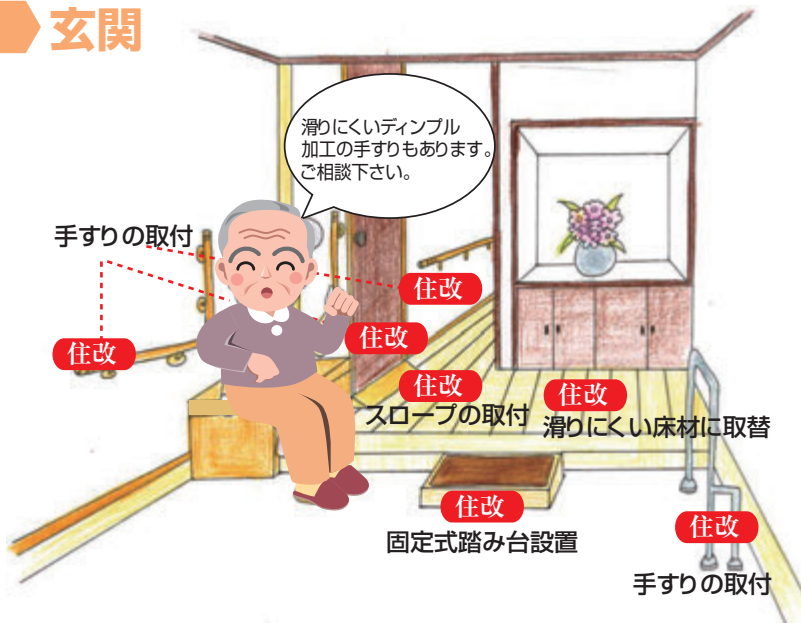 玄関
滑りにくいディンプル
加工の手すりもあります。
ご相談下さい。
手すりの取付
住改
住改
住改
住改
スロープの取付
住改
滑りにくい床材に取替
住改
固定式踏み台設置
住改
手すりの取付